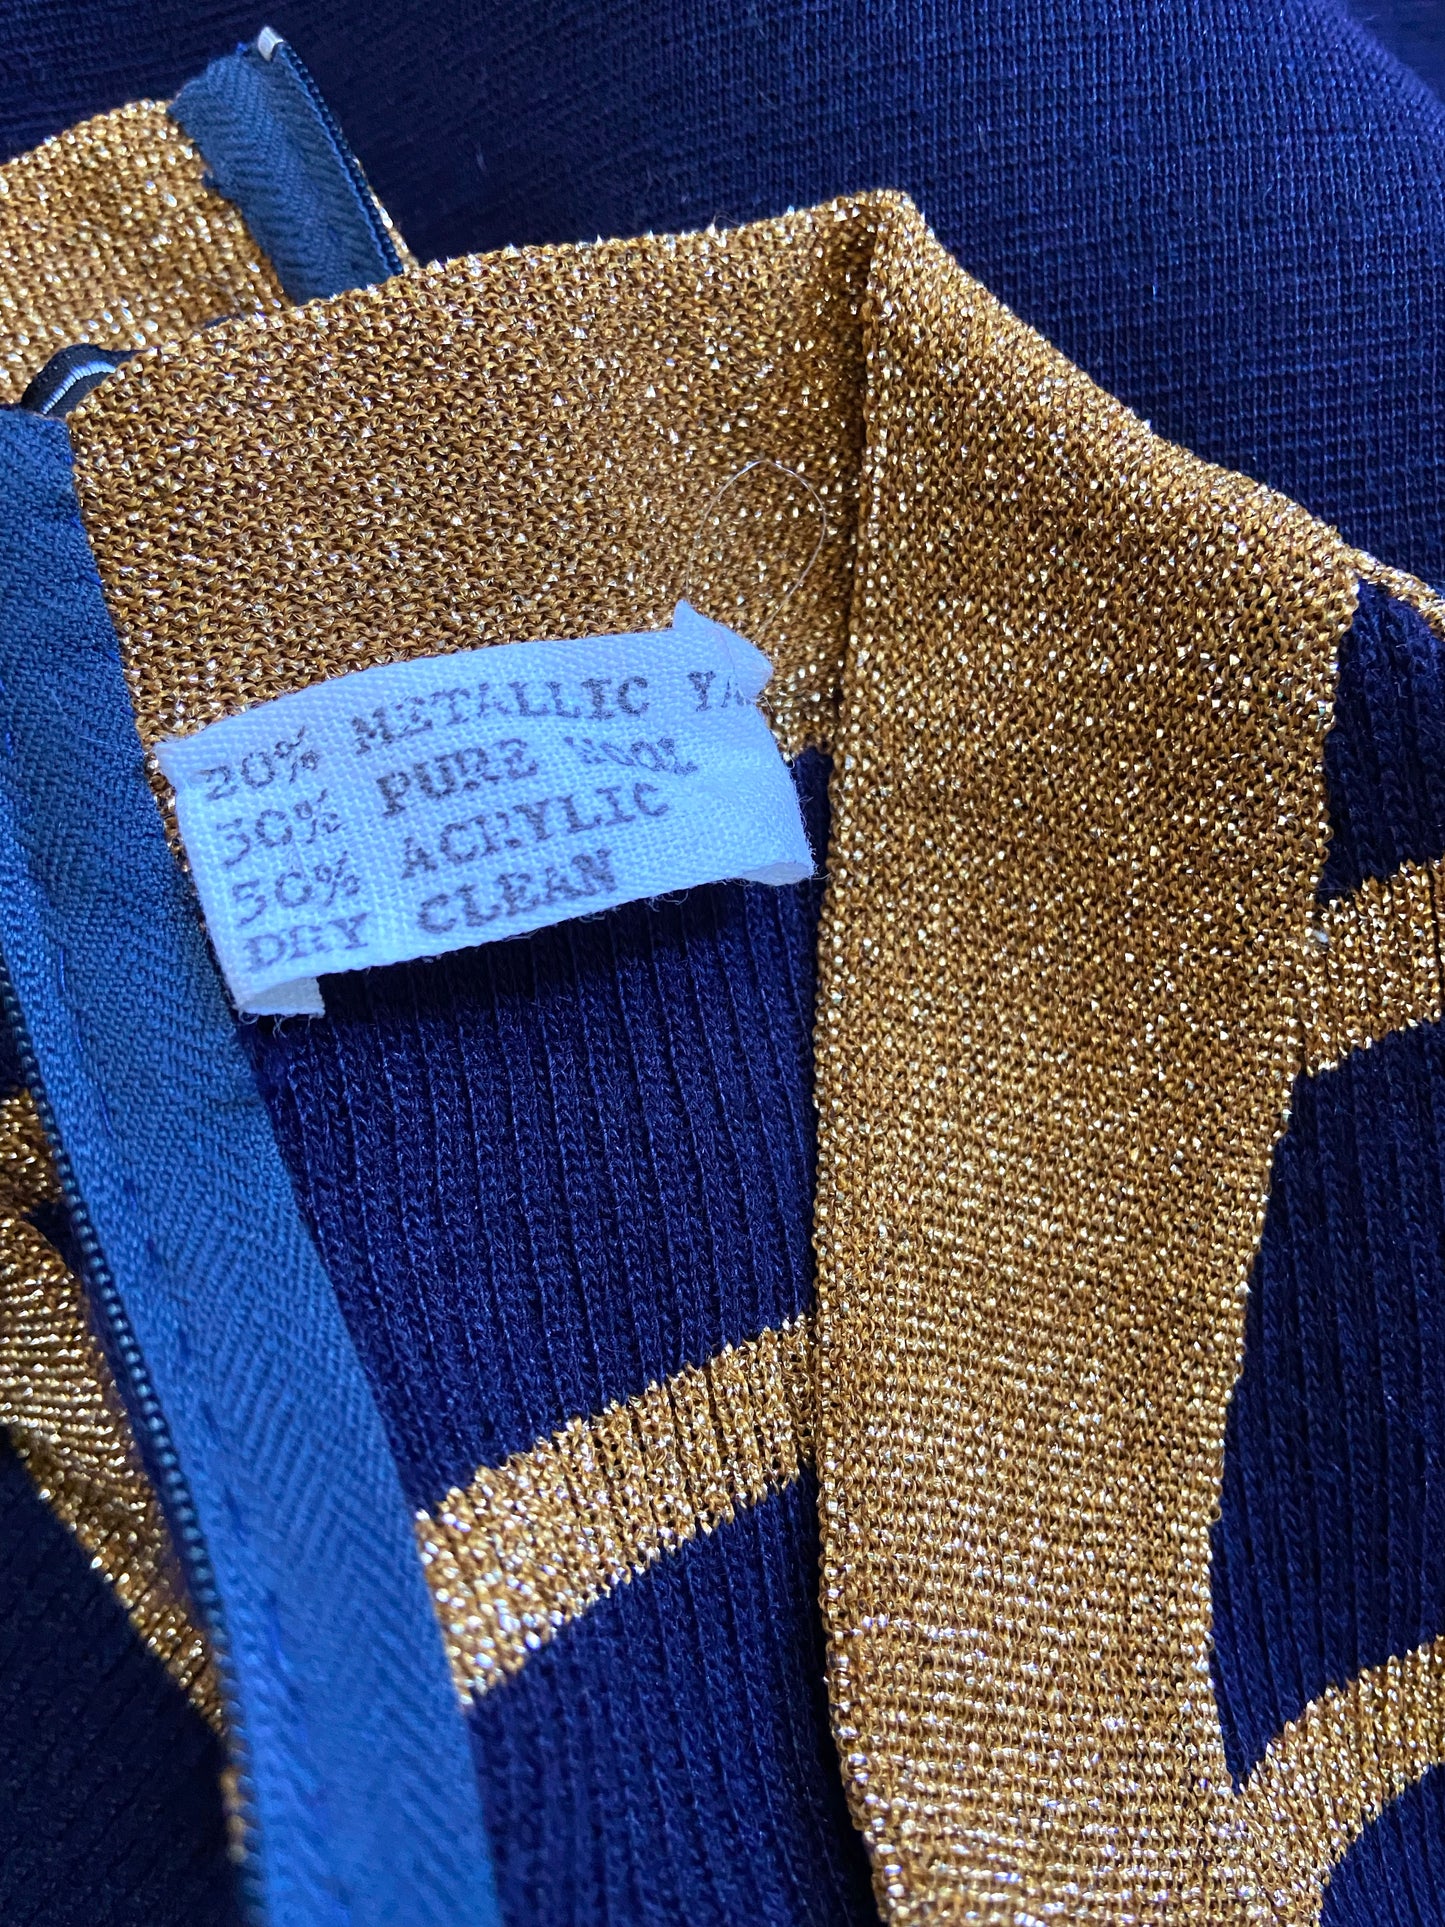 20% METALLIC YA
30% PURE WOOL
50% ACRYLIC
DRY CLEAN